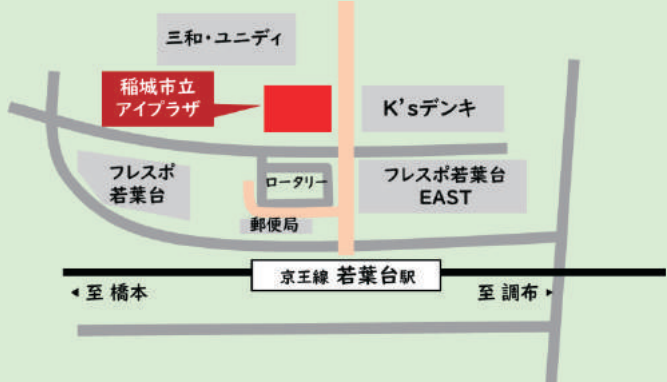 三和・ユニディ
稲城市立
アイプラザ
K'sデンキ
フレスポ
若葉台
ロータリー
フレスポ若葉台
EAST
郵便局
京王線 若葉台駅
◀ 至 橋本
至 調布 ▶